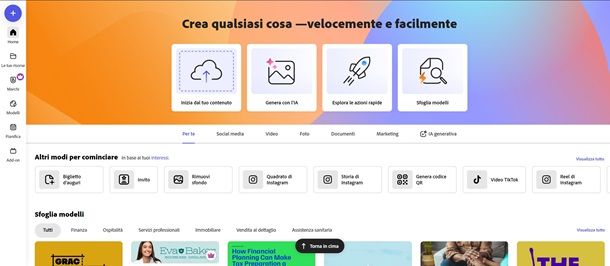 Crea qualsiasi cosa —velocemente e facilmente
Home
Marchi
Modelli
Pianifica
Add-on
Inizia dal tuo contenuto
Genera con l'IA
Esplora le azioni rapide
Sfoglia modelli
Per te
Social media
Video
Foto
Documenti
Marketing
IA generativa
Altri modi per cominciare
In base ai tuoi interessi.
Visualizza tutto
Biglietto
d'auguri
Invito
Rimuovi
sfondo
Quadrato di
Instagram
Storia di
Instagram
Genera codice
QR
Video TikTok
Reel di
Instagram
Sfoglia modelli
Tutti
Finanza
Ospitalità
Servizi professionali
Immobiliare
Vendita al dettaglio
Assistenza sanitaria
Visualizza tutto
Torna in cima
GRAC
Eva Bake
How Financial
Planning Can Make
Tax Preparation a
THE